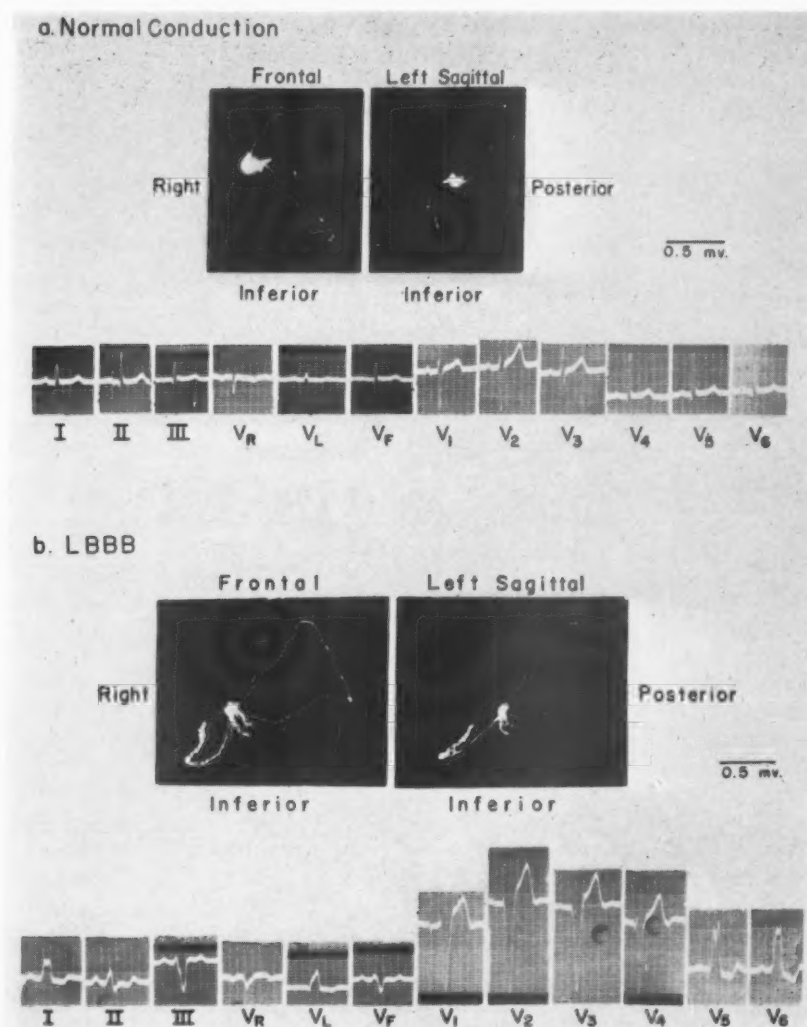 a. Normal Conduction
Frontal Left Sagittal
Right Posterior
0.5 mv.
Inferior Inferior
I II III VR VL VF V1 V2 V3 V4 V5 V6
b. LBBB
Frontal Left Sagittal
Right Posterior
0.5 mv.
Inferior Inferior
I II III VR VL VF V1 V2 V3 V4 V5 V6